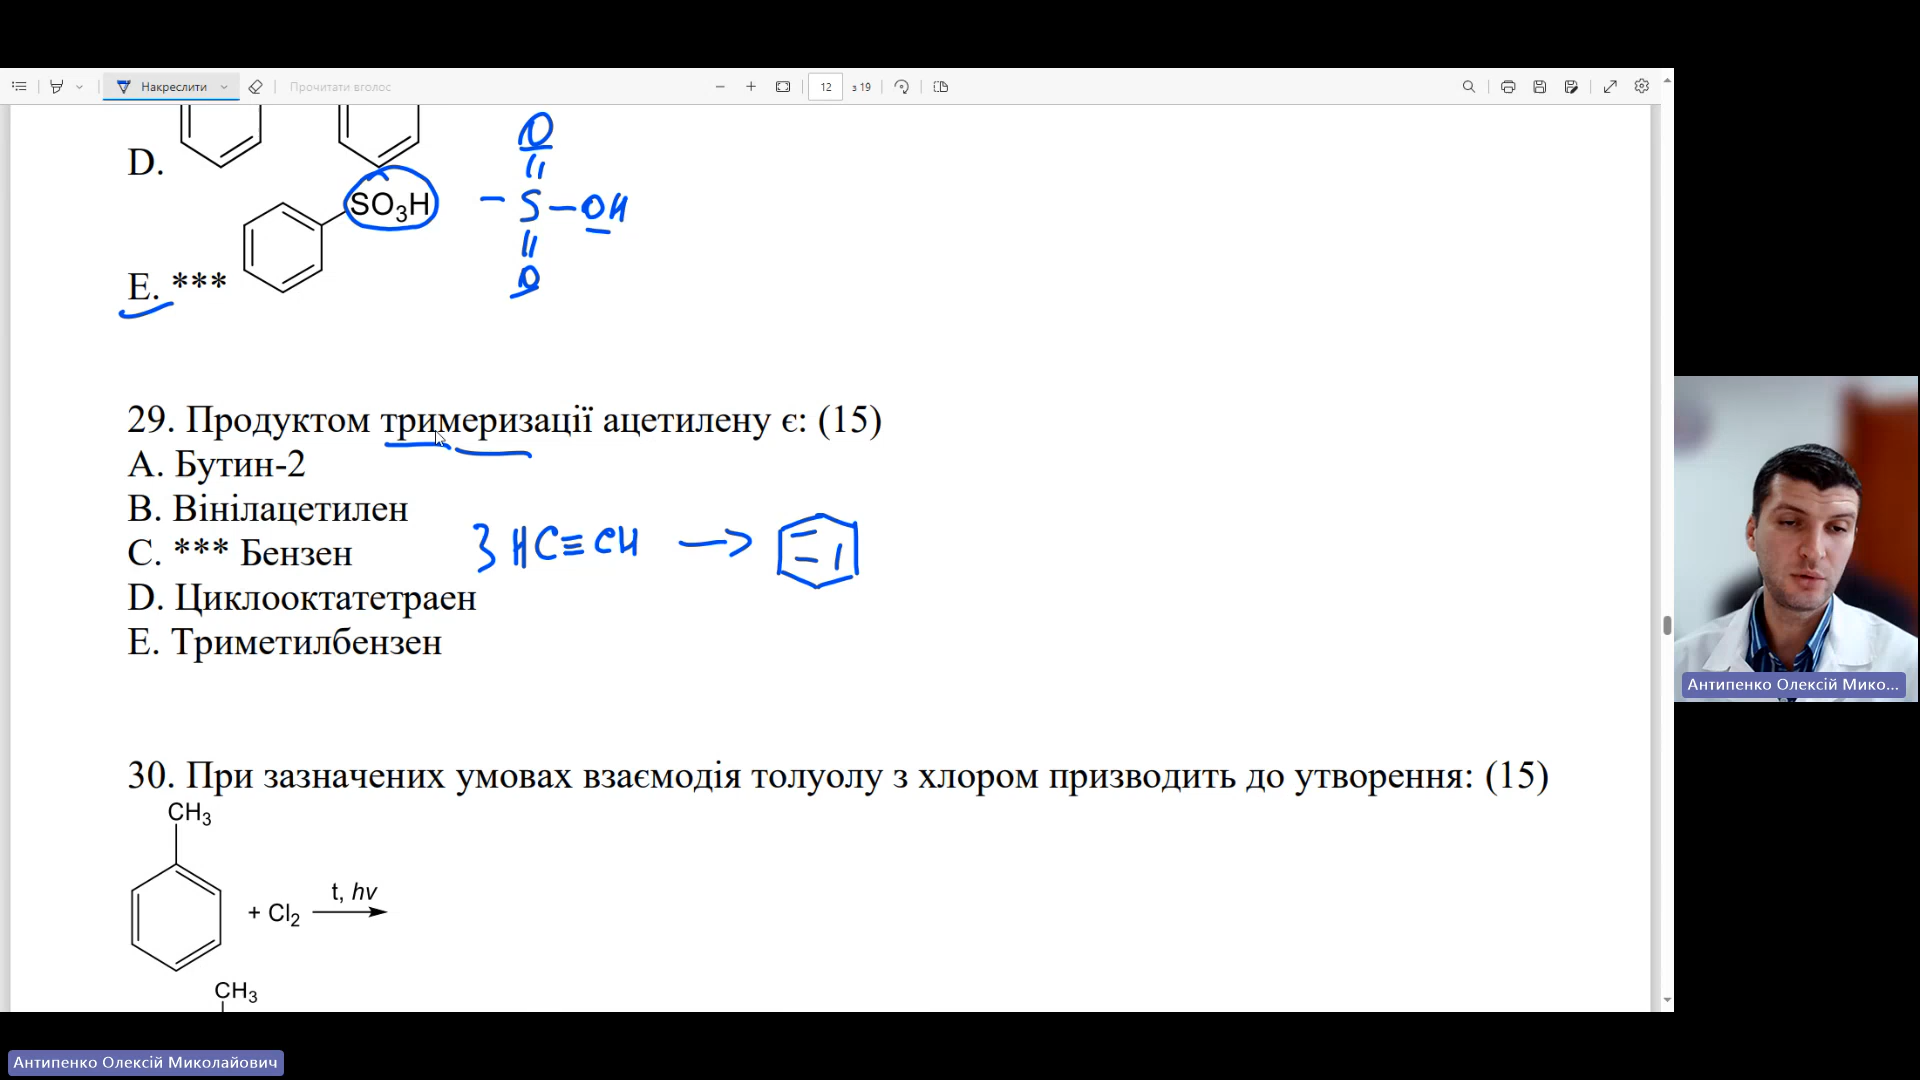 Накреслити
Прочитати вголос
12
з 19
O
D.
SO3H
S
OH
O
E. ***
29. Продуктом тримеризації ацетилену є: (15)
A. Бутин-2
B. Вінілацетилен
C. *** Бензен
3 HC≡CH →
D. Циклооктатетраен
E. Триметилбензен
Антипенко Олексій Мико...
30. При зазначених умовах взаємодія толуолу з хлором призводить до утворення: (15)
CH3
t, hv
+ Cl2
CH3
Антипенко Олексій Миколайович